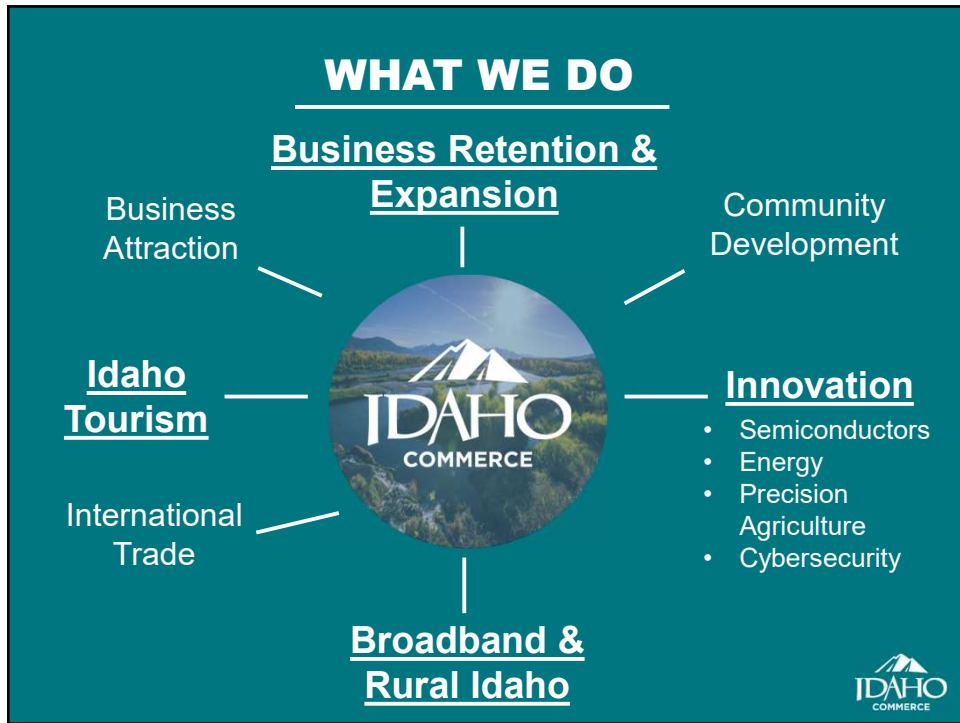 WHAT WE DO
Business Retention &
Expansion
Business
Attraction
Community
Development
Idaho
Tourism
IDAHO
COMMERCE
Innovation
• Semiconductors
• Energy
• Precision
Agriculture
• Cybersecurity
International
Trade
Broadband &
Rural Idaho
IDAHO
COMMERCE